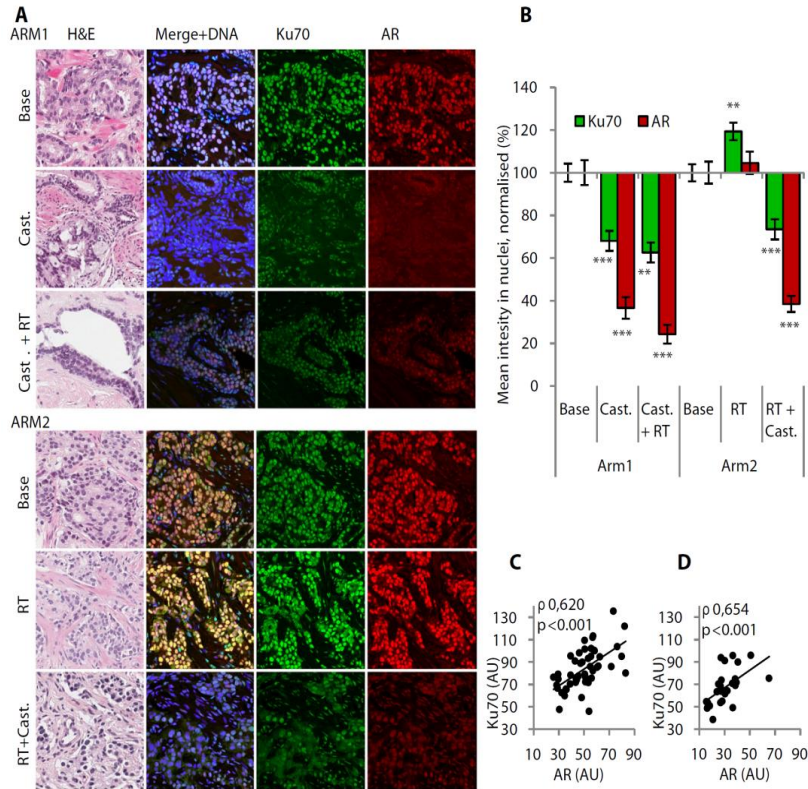 A
ARM1 H&E Merge+DNA Ku70 AR
Base
Cast.
Cast . + RT
ARM2
Base
RT
RT+Cast.
B
Mean intesity in nuclei, normalised (%)
140
120
100
80
60
40
20
0
Ku70 AR
**
*** ** ***
*** *** ***
Base Cast. Cast. + RT Base RT RT + Cast.
Arm1 Arm2
C
ρ 0,620
p<0.001
Ku70 (AU)
130
110
90
70
50
30
10 30 50 70 90
AR (AU)
D
ρ 0,654
p<0.001
Ku70 (AU)
130
110
90
70
50
30
10 30 50 70 90
AR (AU)